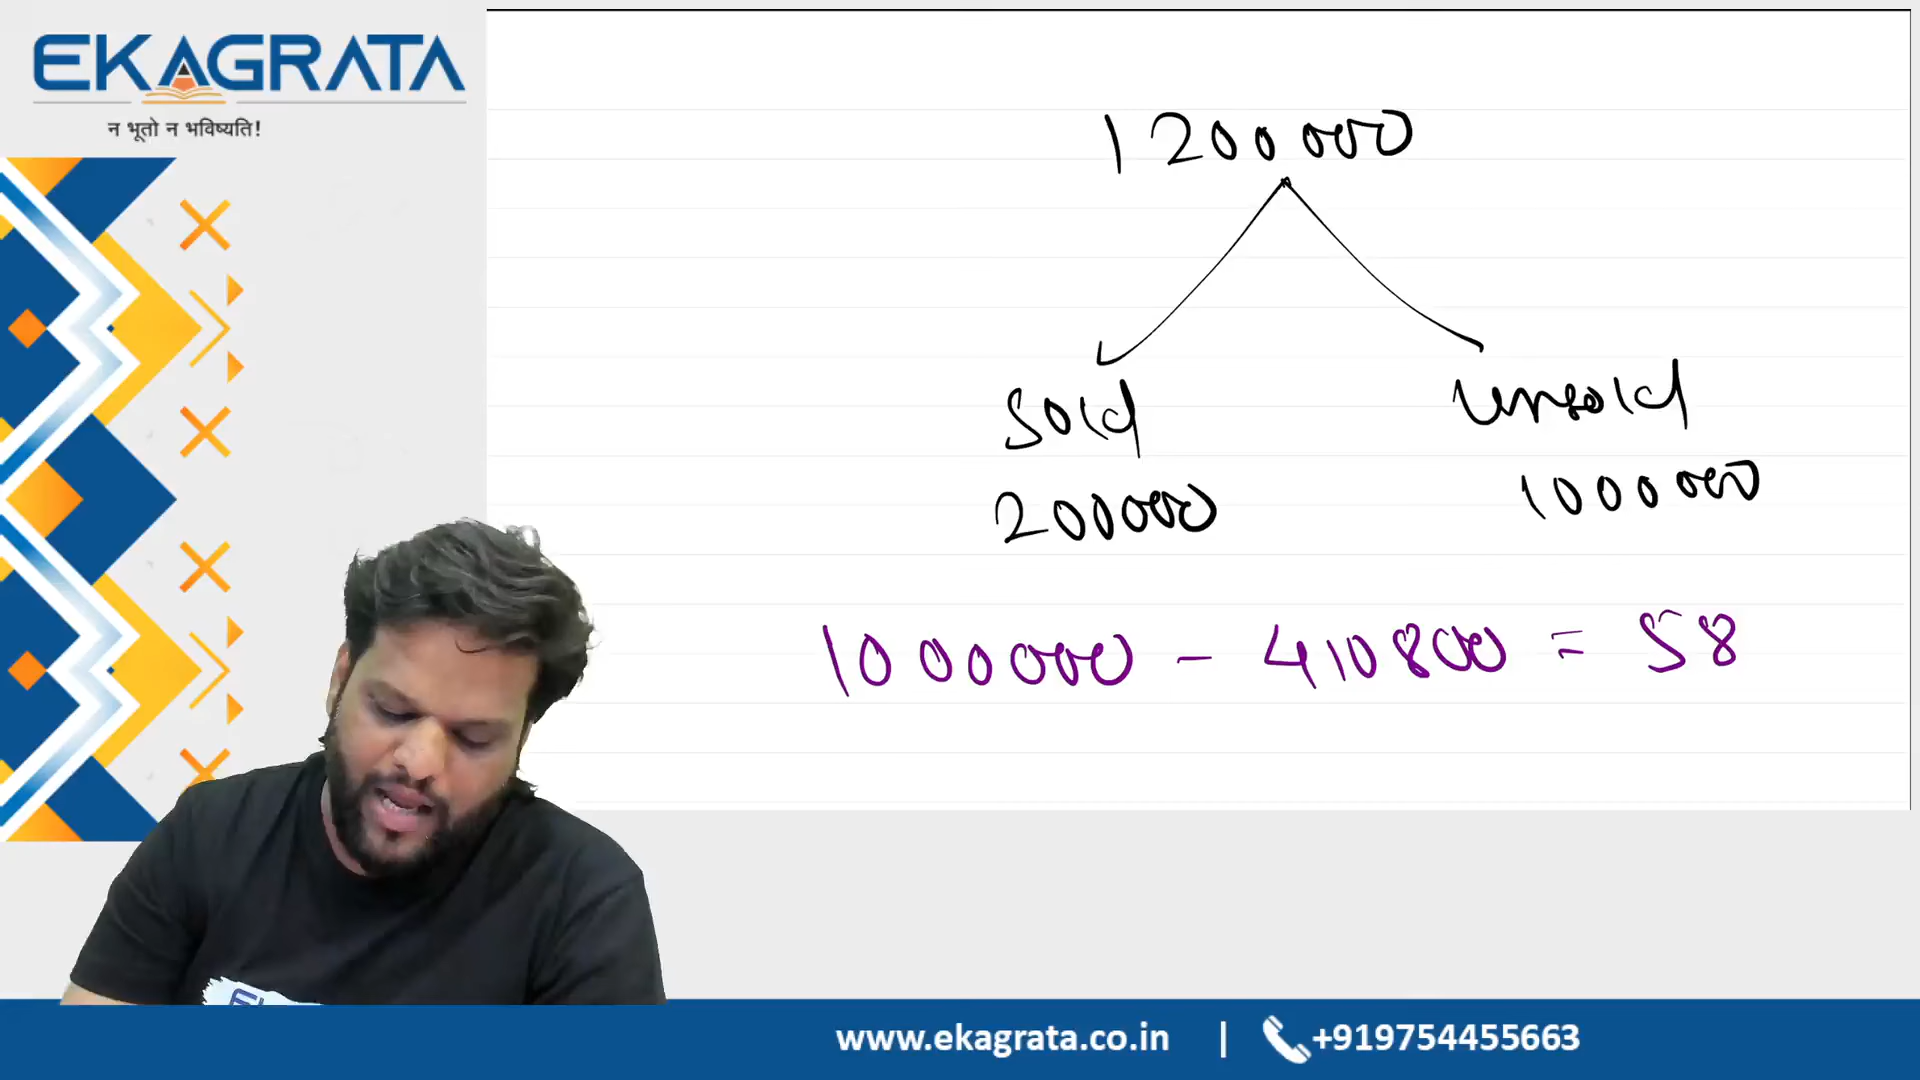 EKAGRATA
न भूतो न भविष्यति!
1200000
Sold
unsold
200000
1000000
1000000 - 410800 = 58
www.ekagrata.co.in | +919754455663